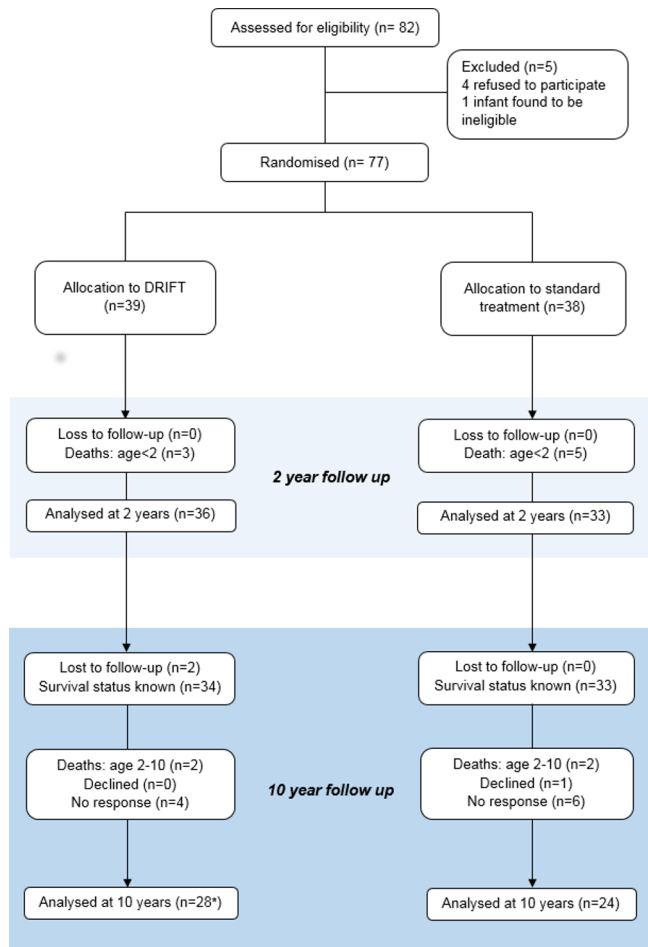 Assessed for eligibility (n= 82)
Excluded (n=5)
4 refused to participate
1 infant found to be
ineligible
Randomised (n= 77)
Allocation to DRIFT
(n=39)
Allocation to standard
treatment (n=38)
Loss to follow-up (n=0)
Deaths: age<2 (n=3)
Loss to follow-up (n=0)
Death: age<2 (n=5)
2 year follow up
Analysed at 2 years (n=36)
Analysed at 2 years (n=33)
Lost to follow-up (n=2)
Survival status known (n=34)
Lost to follow-up (n=0)
Survival status known (n=33)
Deaths: age 2-10 (n=2)
Declined (n=0)
No response (n=4)
Deaths: age 2-10 (n=2)
Declined (n=1)
No response (n=6)
10 year follow up
Analysed at 10 years (n=28*)
Analysed at 10 years (n=24)